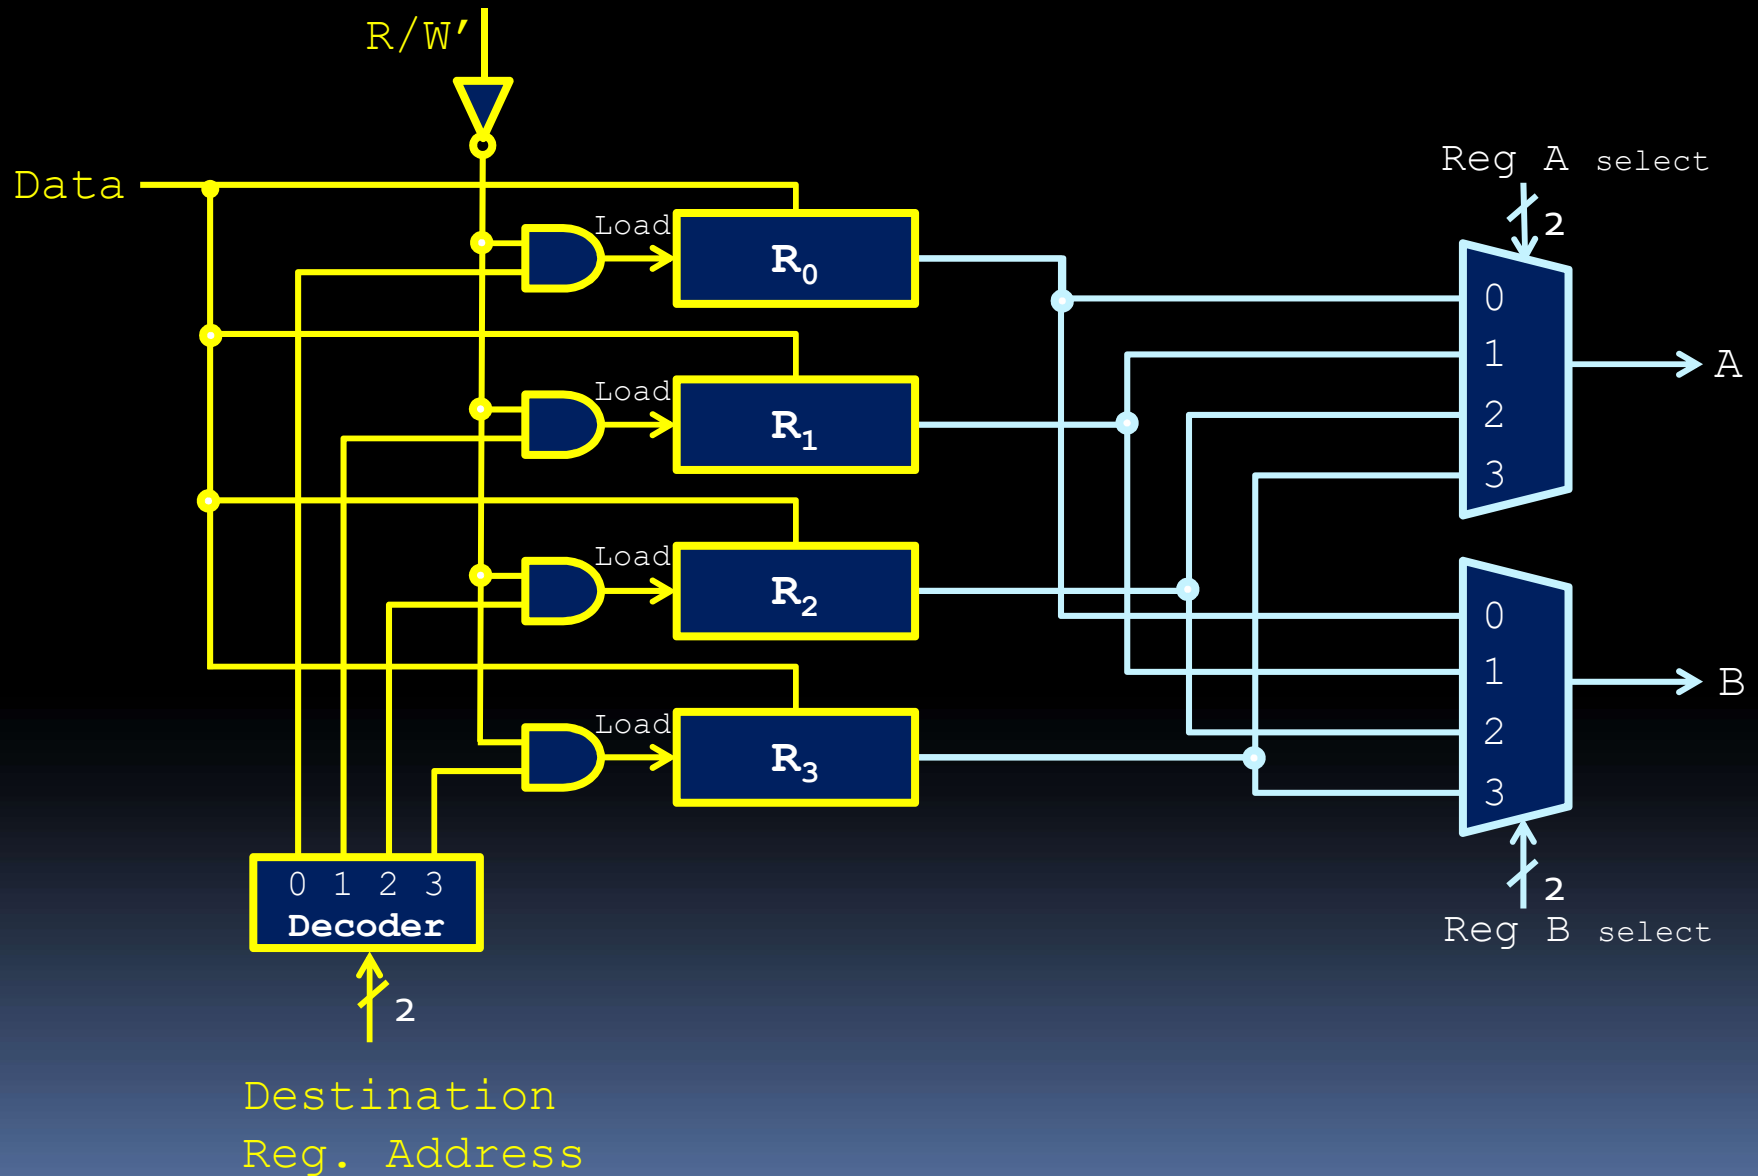 R/W’
Data
Load
R0
Load
R1
Load
R2
Load
R3
0 1 2 3
Decoder
2
Destination
Reg. Address
Reg A select
2
0
1
2
3
A
0
1
2
3
B
2
Reg B select